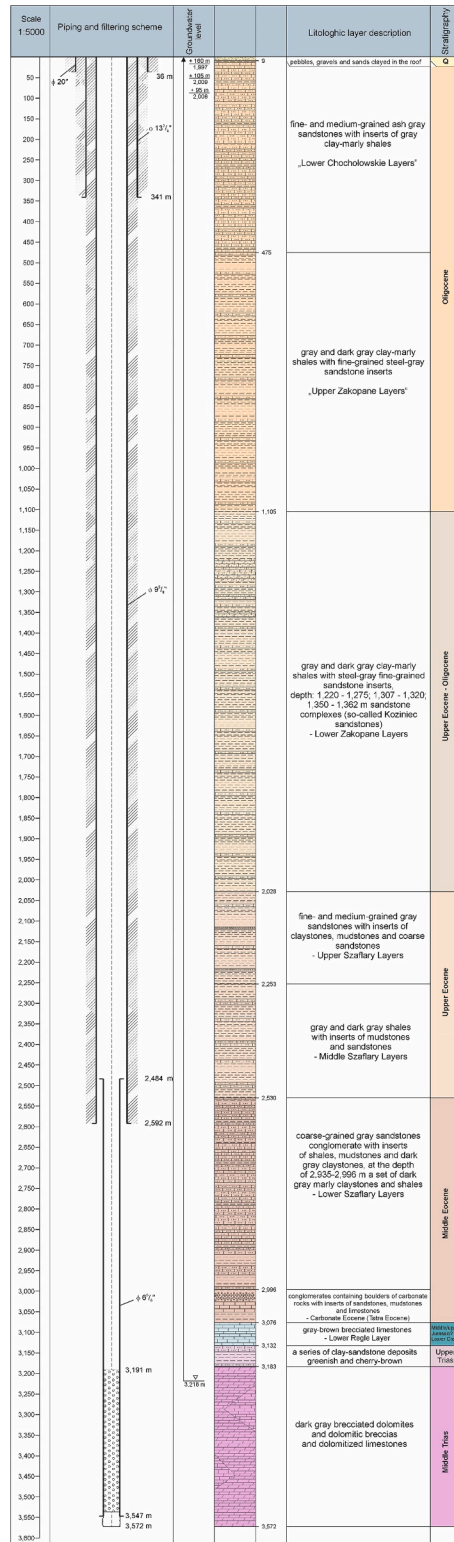 Scale
1:5000
Piping and filtering scheme
Groundwater
level
Litologhic layer description
Stratigraphy
50
100
150
200
250
300
350
400
450
500
550
600
650
700
750
800
850
900
950
1,000
1,050
1,100
1,150
1,200
1,250
1,300
1,350
1,400
1,450
1,500
1,550
1,600
1,650
1,700
1,750
1,800
1,850
1,900
1,950
2,000
2,050
2,100
2,150
2,200
2,250
2,300
2,350
2,400
2,450
2,500
2,550
2,600
2,650
2,700
2,750
2,800
2,850
2,900
2,950
3,000
3,050
3,100
3,150
3,200
3,250
3,300
3,350
3,400
3,450
3,500
3,550
3,600
ϕ 20"
36 m
341 m
2,484 m
2,592 m
3,191 m
3,547 m
3,572 m
+ 160 m
1,997
+ 105 m
+ 95 m
2,008
3,218 m
9
475
1,105
2,028
2,253
2,530
2,996
3,076
3,132
3,183
3,572
pebbles, gravels and sands clayed in the roof
fine- and medium-grained ash gray
sandstones with inserts of gray
clay-marly shales
„Lower Chocholowskie Layers"
gray and dark gray clay-marly
shales with fine-grained steel-gray
sandstone inserts
„Upper Zakopane Layers"
gray and dark gray clay-marly
shales with steel-gray fine-grained
sandstone inserts,
depth: 1,220 - 1,275; 1,307 - 1,320;
1,350 - 1,362 m sandstone
complexes (so-called Koziniec
sandstones)
- Lower Zakopane Layers
fine- and medium-grained gray
sandstones with inserts of
claystones, mudstones and coarse
sandstones
- Upper Szaflary Layers
gray and dark gray shales
with inserts of mudstones
and sandstones
- Middle Szaflary Layers
coarse-grained gray sandstones
conglomerate with inserts
of shales, mudstones and dark
gray claystones, at the depth
of 2,935-2,996 m a set of dark
gray marly claystones and shales
- Lower Szaflary Layers
conglomerates containing boulders of carbonate
rocks with inserts of sandstones, mudstones
and limestones
- Carbonate Eocene (Tatra Eocene)
gray-brown brecciated limestones
- Lower Regle Layer
a series of clay-sandstone deposits
greenish and cherry-brown
dark gray brecciated dolomites
and dolomitic breccias
and dolomitized limestones
Q
Oligocene
Upper Eocene - Oligocene
Upper Eocene
Middle Eocene
Upper
Trias
Middle Trias